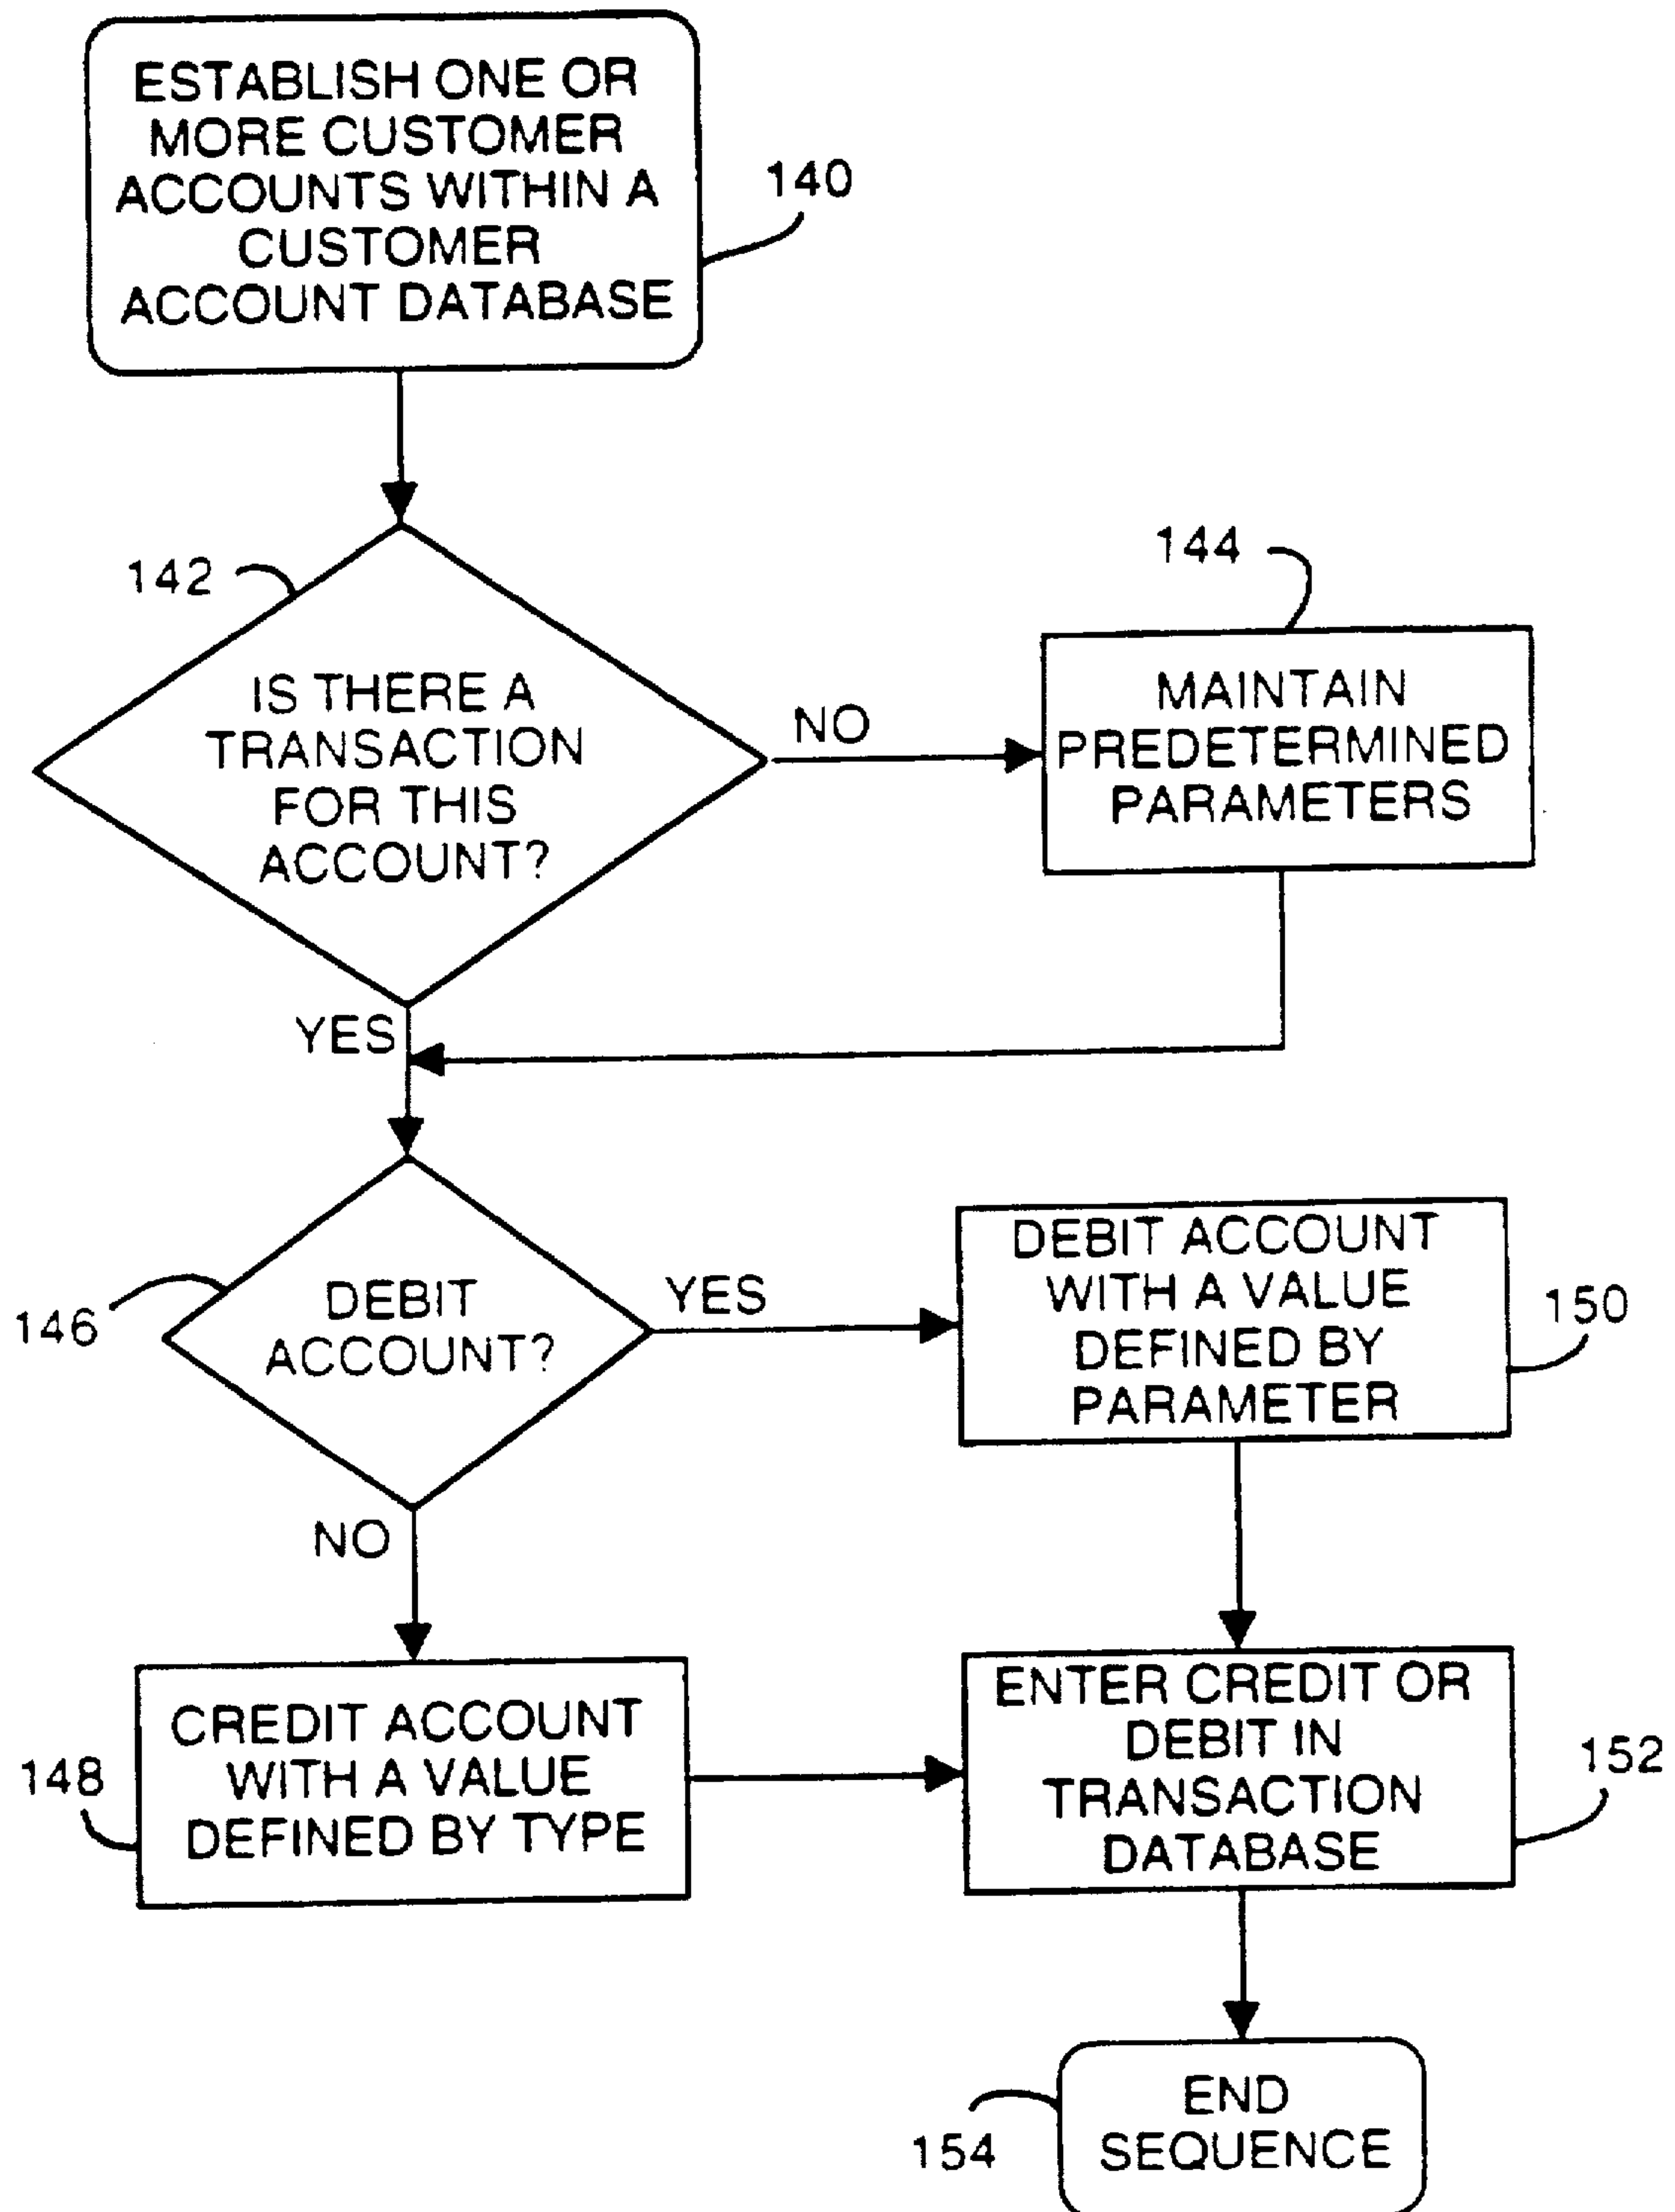 ESTABLISH ONE OR
MORE CUSTOMER
ACCOUNTS WITHIN A
CUSTOMER
ACCOUNT DATABASE
140
142
IS THERE A
TRANSACTION
FOR THIS
ACCOUNT?
NO
144
MAINTAIN
PREDETERMINED
PARAMETERS
YES
146
DEBIT
ACCOUNT?
YES
DEBIT ACCOUNT
WITH A VALUE
DEFINED BY
PARAMETER
150
NO
148
CREDIT ACCOUNT
WITH A VALUE
DEFINED BY TYPE
ENTER CREDIT OR
DEBIT IN
TRANSACTION
DATABASE
152
154
END
SEQUENCE